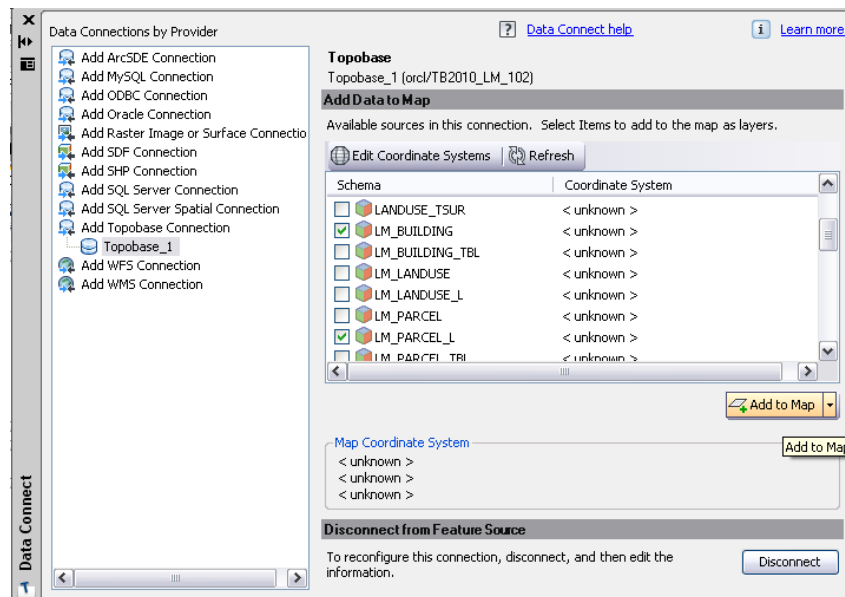 Data Connections by Provider
Add ArcSDE Connection
Add MySQL Connection
Add ODBC Connection
Add Oracle Connection
Add Raster Image or Surface Connectio
Add SDF Connection
Add SHP Connection
Add SQL Server Connection
Add SQL Server Spatial Connection
Add Topobase Connection
Topobase_1
Add WFS Connection
Add WMS Connection
? Data Connect help
i Learn more
Topobase
Topobase_1 (orcl/TB2010_LM_102)
Add Data to Map
Available sources in this connection. Select Items to add to the map as layers.
Edit Coordinate Systems Refresh
Schema Coordinate System
LANDUSE_TSUR < unknown >
LM_BUILDING < unknown >
LM_BUILDING_TBL < unknown >
LM_LANDUSE < unknown >
LM_LANDUSE_L < unknown >
LM_PARCEL < unknown >
LM_PARCEL_L < unknown >
LM_PARCEL_TBL < unknown >
Add to Map
Add to Ma
Map Coordinate System
< unknown >
< unknown >
< unknown >
Disconnect from Feature Source
To reconfigure this connection, disconnect, and then edit the
information.
Disconnect
Data Connect